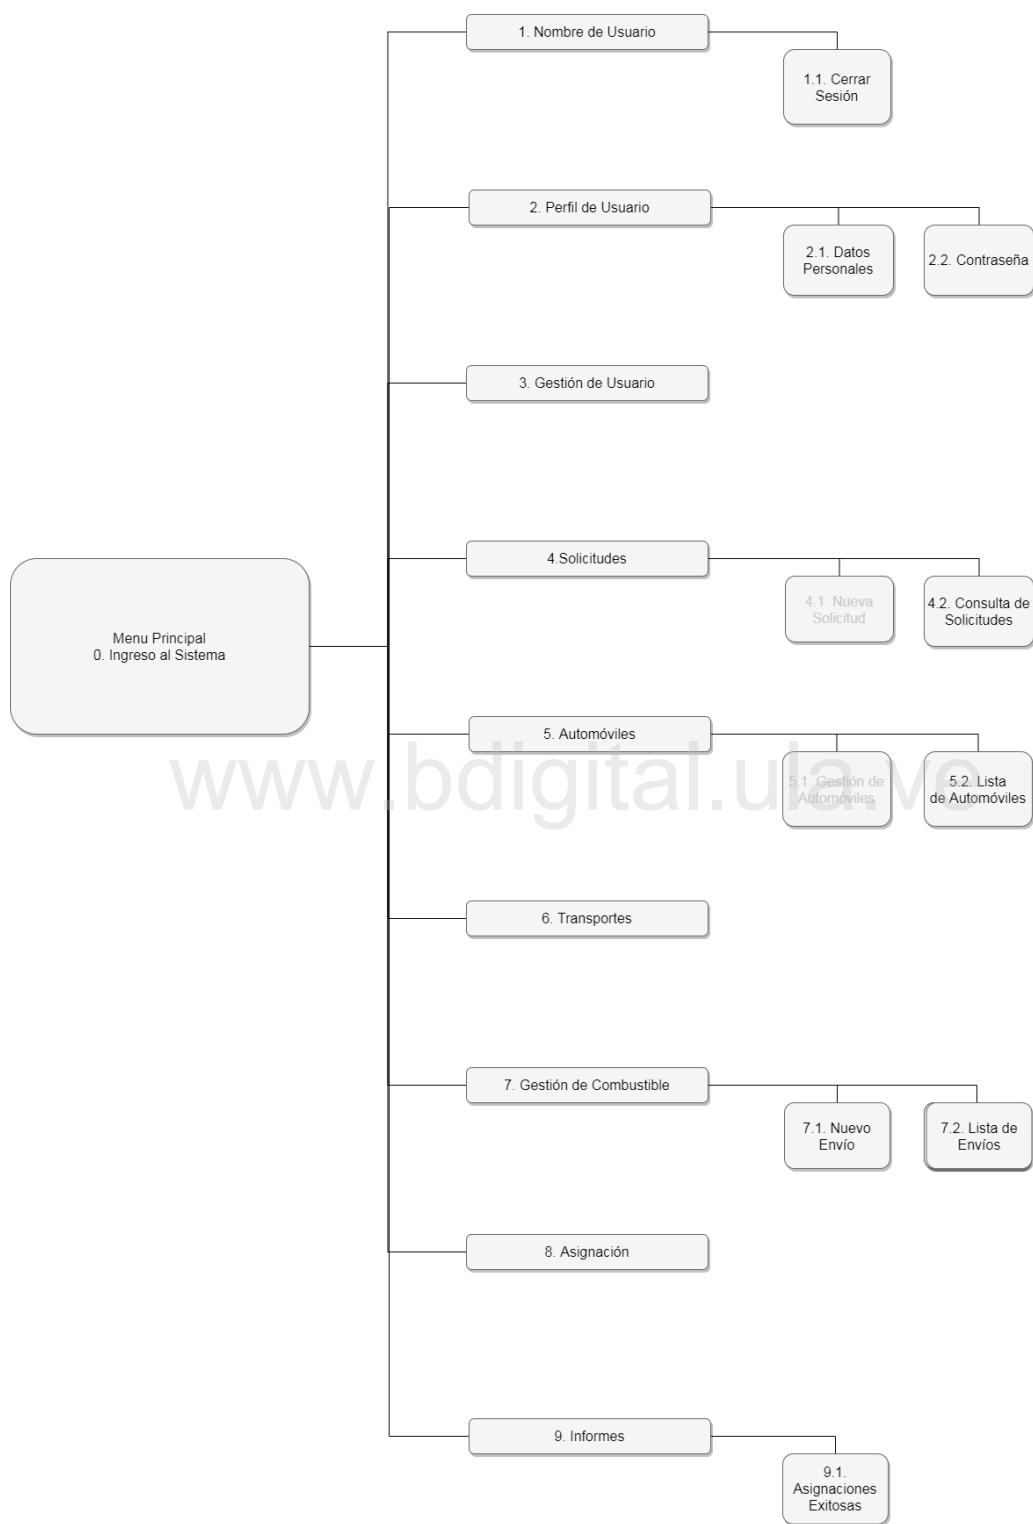 1. Nombre de Usuario
1.1. Cerrar
Sesión
2. Perfil de Usuario
2.1. Datos
Personales
2.2. Contraseña
3. Gestión de Usuario
4.Solicitudes
4.1. Nueva
Solicitud
4.2. Consulta de
Solicitudes
Menu Principal
0. Ingreso al Sistema
5. Automóviles
www.bdigital.ula.ve
5.1. Gestión de
Automóviles
5.2. Lista
de Automóviles
6. Transportes
7. Gestión de Combustible
7.1. Nuevo
Envío
7.2. Lista de
Envíos
8. Asignación
9. Informes
9.1.
Asignaciones
Exitosas